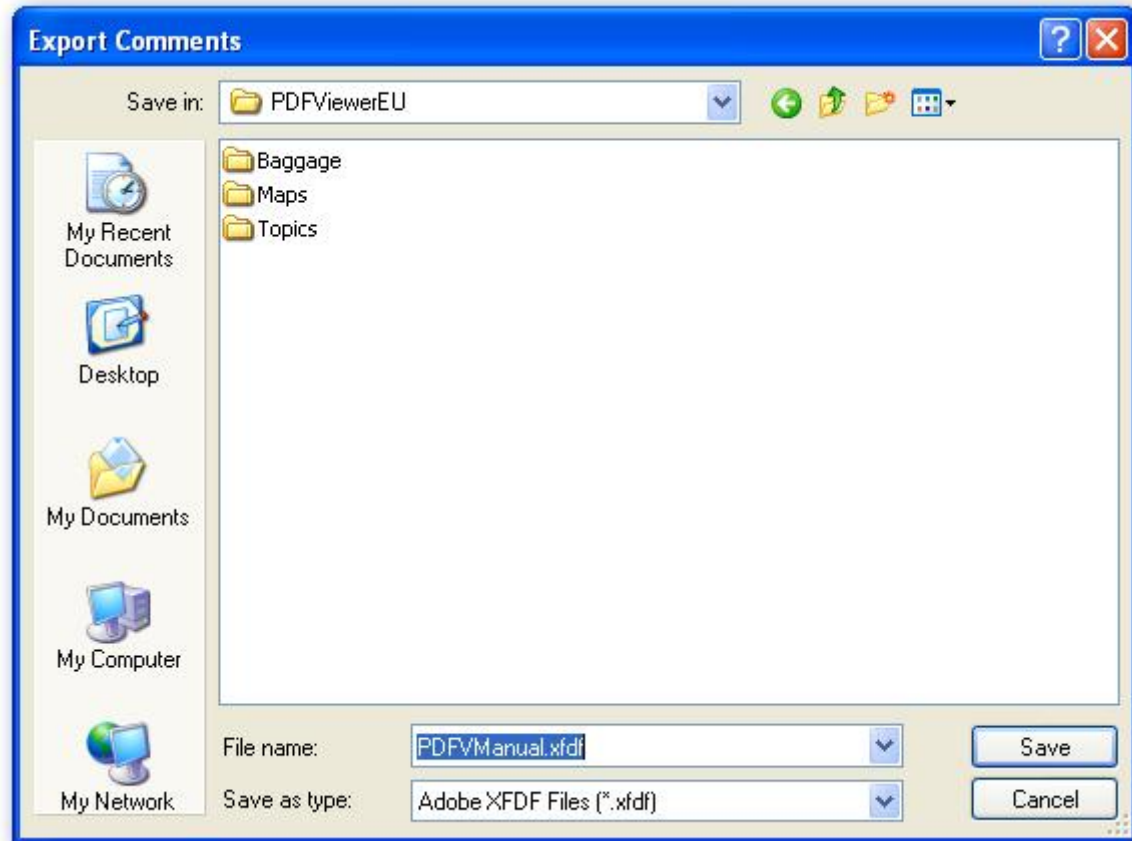 Export Comments
Save in:
PDFViewerEU
Baggage
Maps
Topics
My Recent
Documents
Desktop
My Documents
My Computer
My Network
File name:
PDFVManual.xfdf
Save
Save as type:
Adobe XFDF Files (*.xfdf)
Cancel